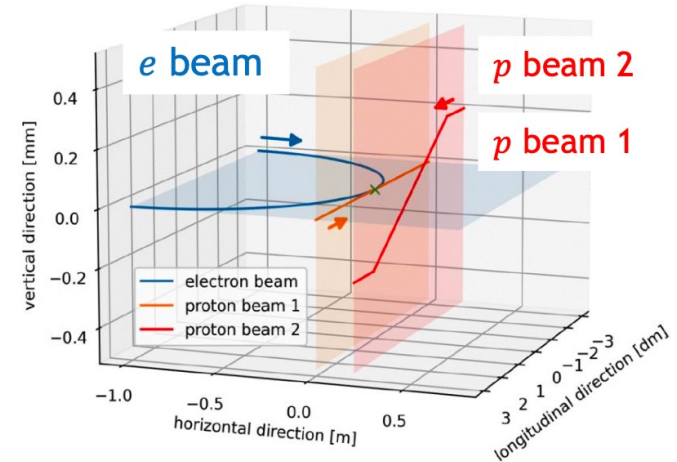 e beam
p beam 2
p beam 1
vertical direction [mm]
0.4
0.2
0.0
−0.2
−0.4
electron beam
proton beam 1
proton beam 2
−1.0
−0.5
0.0
0.5
horizontal direction [m]
3
2
1
0
−1
−2
−3
longitudinal direction [dm]